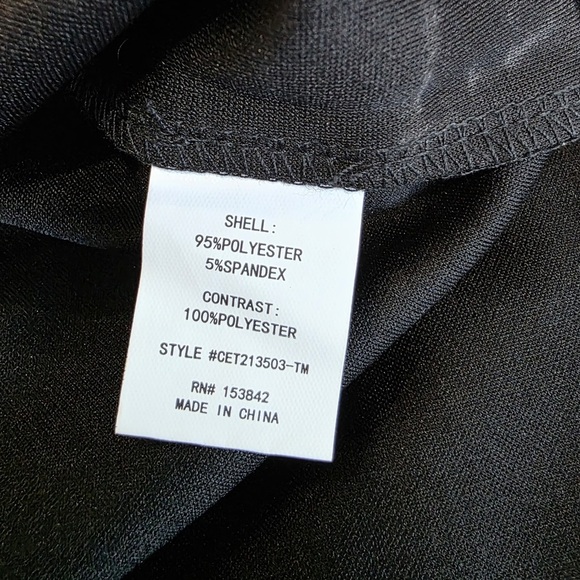 SHELL:
95%POLYESTER
5%SPANDEX
CONTRAST:
100%POLYESTER
STYLE #CET213503-TM
RN# 153842
MADE IN CHINA